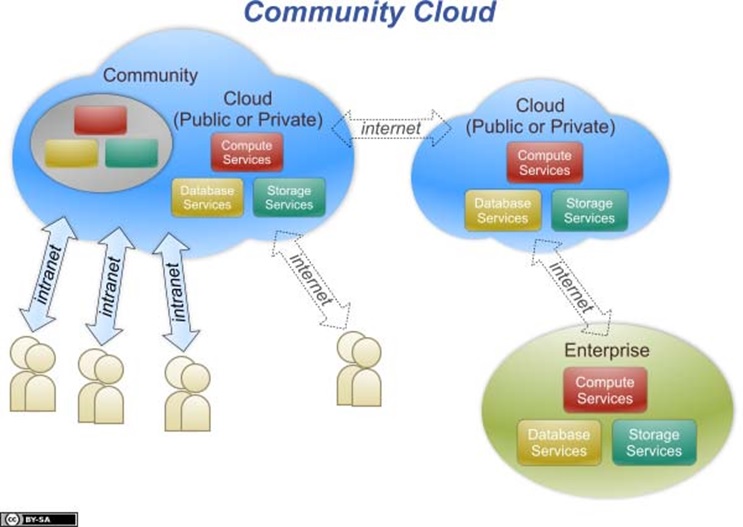 Community Cloud
Community
Cloud
(Public or Private)
Compute
Services
Database
Services
Storage
Services
internet
Cloud
(Public or Private)
Compute
Services
Database
Services
Storage
Services
intranet
intranet
intranet
internet
internet
Enterprise
Compute
Services
Database
Services
Storage
Services
cc BY-SA